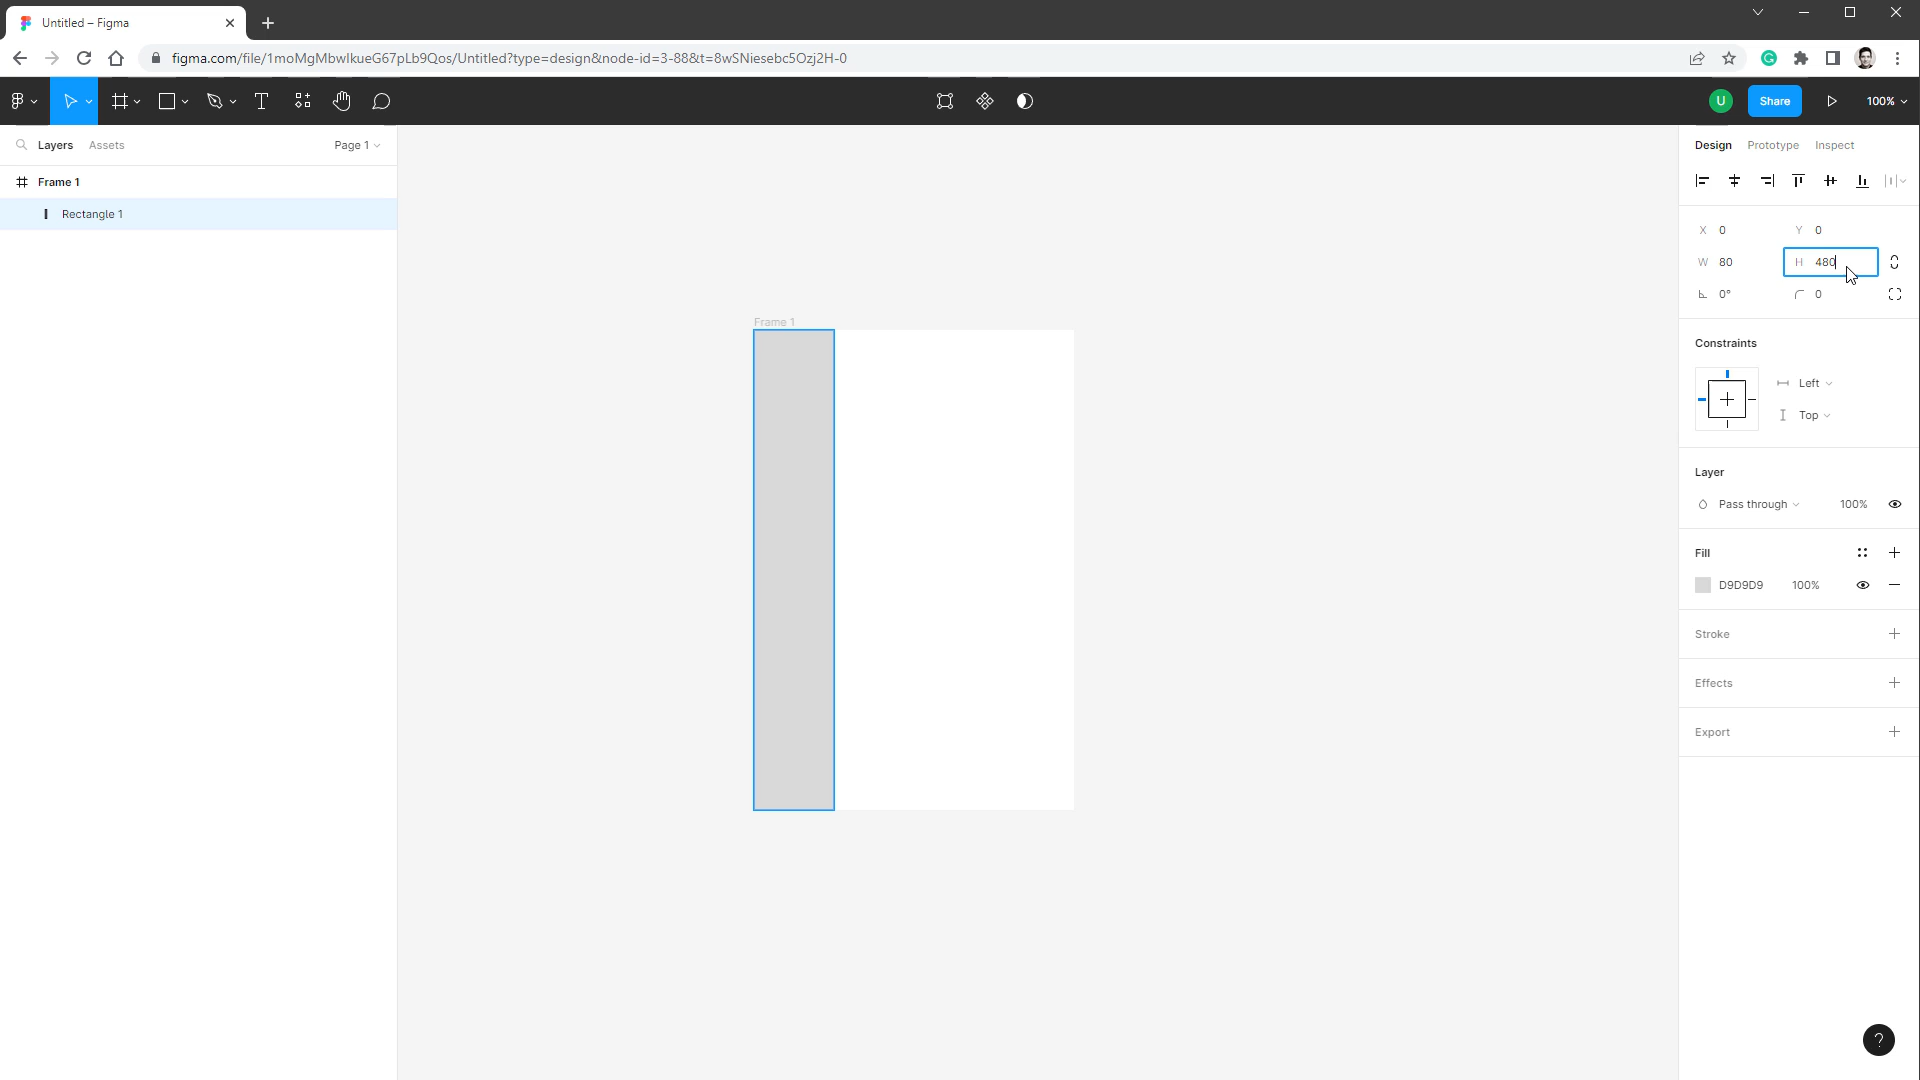 Untitled – Figma
figma.com/file/1moMgMbwlkueG67pLb9Qos/Untitled?type=design&node-id=3-88&t=8wSNiesebc5Ozj2H-0
U
Share
100%
Layers
Assets
Page 1
Frame 1
Rectangle 1
Frame 1
Design
Prototype
Inspect
X 0
Y 0
W 80
H 480
0°
0
Constraints
Left
Top
Layer
Pass through
100%
Fill
D9D9D9
100%
Stroke
Effects
Export
?